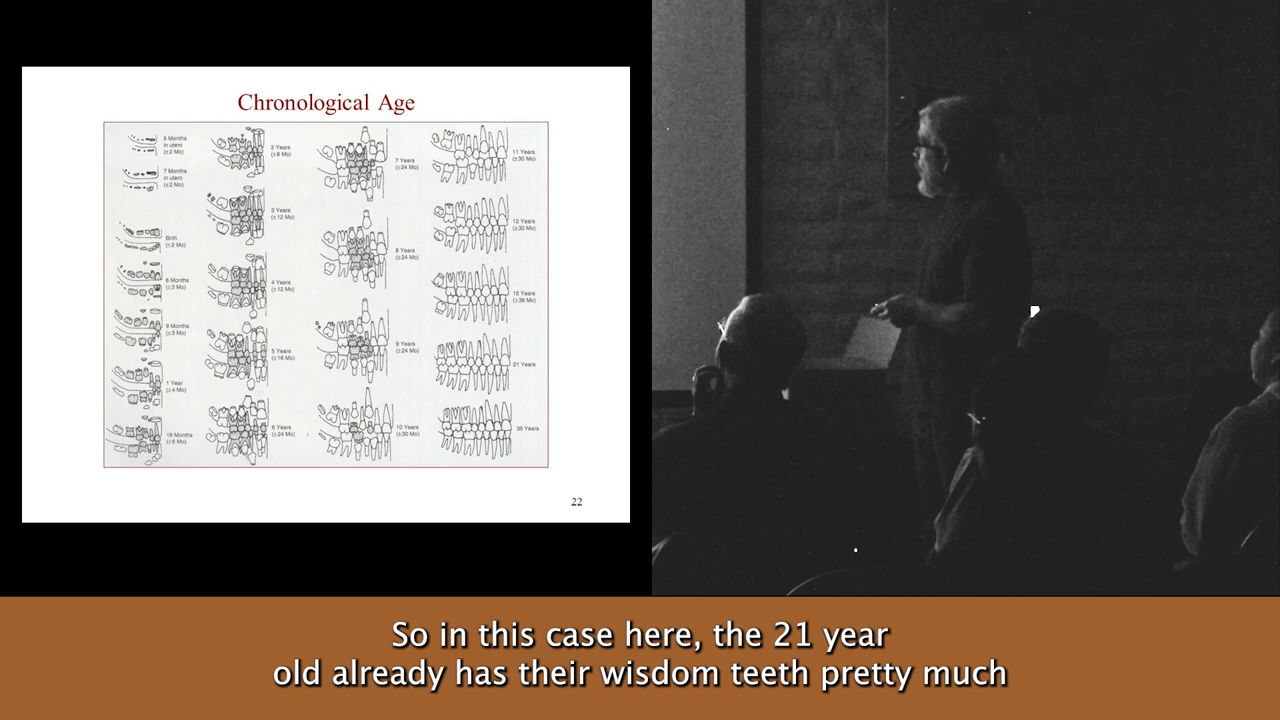 Chronological Age
5 Months
in utero
(±2 Mo)
7 Months
in utero
(±2 Mo)
Birth
(±2 Mo)
6 Months
(±3 Mo)
9 Months
(±3 Mo)
1 Year
(±4 Mo)
18 Months
(±6 Mo)
2 Years
(±8 Mo)
3 Years
(±12 Mo)
4 Years
(±12 Mo)
5 Years
(±16 Mo)
6 Years
(±24 Mo)
7 Years
(±24 Mo)
8 Years
(±24 Mo)
9 Years
(±24 Mo)
10 Years
(±30 Mo)
11 Years
(±30 Mo)
12 Years
(±30 Mo)
15 Years
(±36 Mo)
21 Years
35 Years
22
So in this case here, the 21 year
old already has their wisdom teeth pretty much